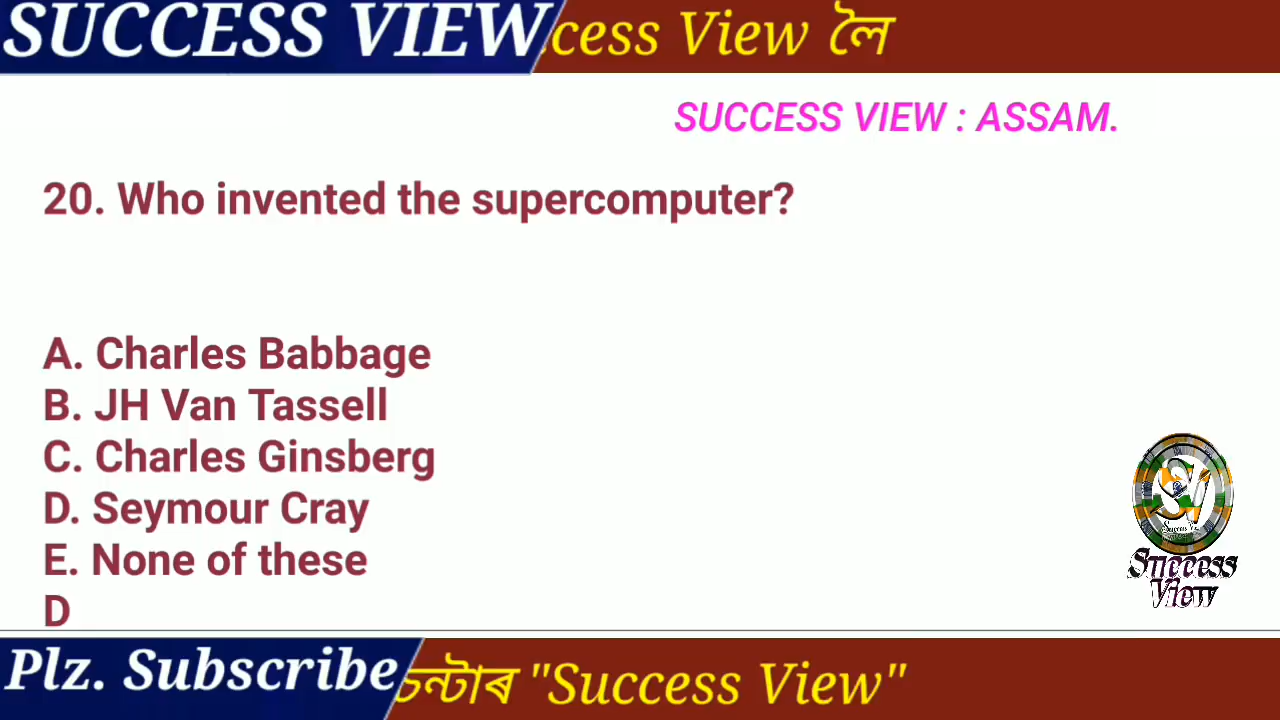 SUCCESS VIEW
cess View লৈ
SUCCESS VIEW : ASSAM.
20. Who invented the supercomputer?
A. Charles Babbage
B. JH Van Tassell
C. Charles Ginsberg
D. Seymour Cray
E. None of these
D
Success
View
Plz. Subscribe
চেন্টাৰ "Success View"